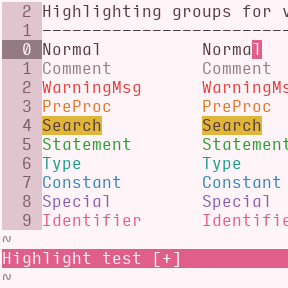 2 Highlighting groups for v
1 --------------------------
0 Normal Normal
1 Comment Comment
2 WarningMsg WarningMs
3 PreProc PreProc
4 Search Search
5 Statement Statement
6 Type Type
7 Constant Constant
8 Special Special
9 Identifier Identifie
~
Highlight test [+]
~